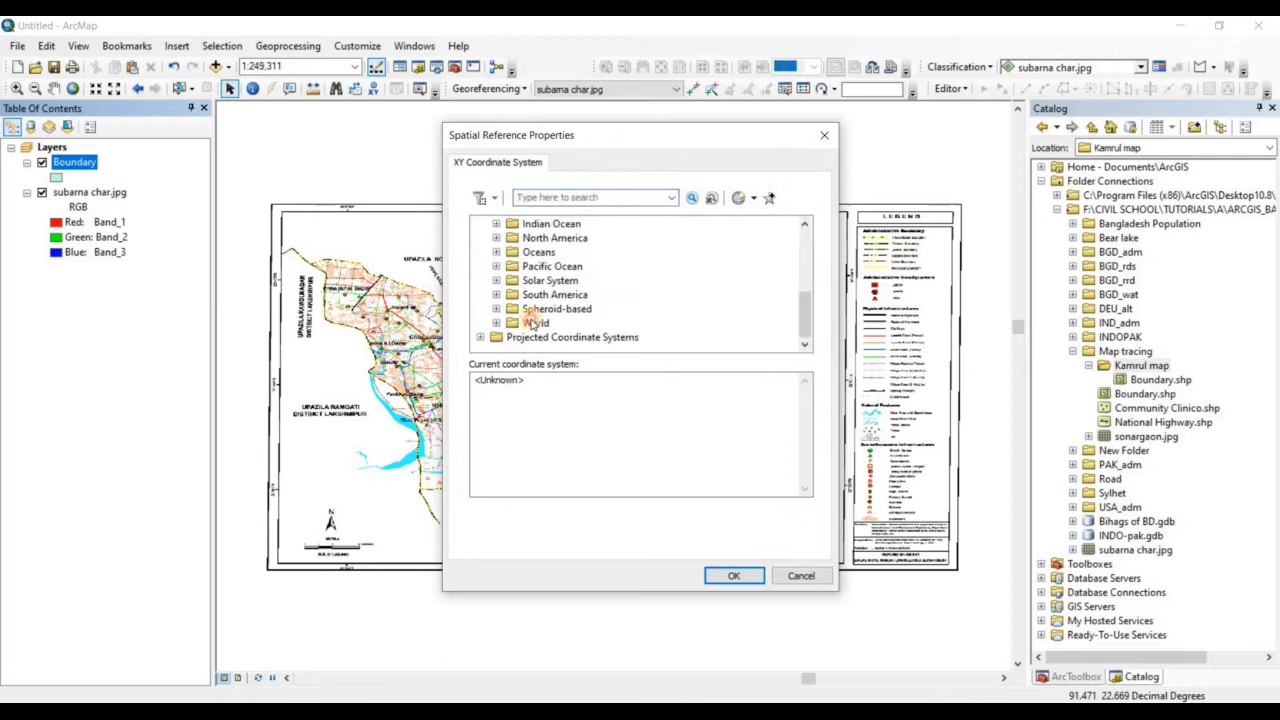 Untitled - ArcMap
File Edit View Bookmarks Insert Selection Geoprocessing Customize Windows Help
1:249,311
Classification
subarna char.jpg
Georeferencing
subarna char.jpg
Editor
Table Of Contents
Layers
Boundary
subarna char.jpg
RGB
Red: Band_1
Green: Band_2
Blue: Band_3
UPAZILA RAMGATI
DISTRICT LAKSHMIPUR
N
LEGEND
Spatial Reference Properties
XY Coordinate System
Type here to search
Indian Ocean
North America
Oceans
Pacific Ocean
Solar System
South America
Spheroid-based
World
Projected Coordinate Systems
Current coordinate system:
<Unknown>
OK Cancel
Catalog
Location: Kamrul map
Home - Documents\ArcGIS
Folder Connections
C:\Program Files (x86)\ArcGIS\Desktop10.8\
F:\CIVIL SCHOOL\TUTORIALS\A\ARCGIS_BA
Bangladesh Population
Bear lake
BGD_adm
BGD_rds
BGD_rrd
BGD_wat
DEU_alt
IND_adm
INDOPAK
Map tracing
Kamrul map
Boundary.shp
Boundary.shp
Community Clinico.shp
National Highway.shp
sonargaon.jpg
New Folder
PAK_adm
Road
Sylhet
USA_adm
Bihags of BD.gdb
INDO-pak.gdb
subarna char.jpg
Toolboxes
Database Servers
Database Connections
GIS Servers
My Hosted Services
Ready-To-Use Services
ArcToolbox Catalog
91.471 22.669 Decimal Degrees